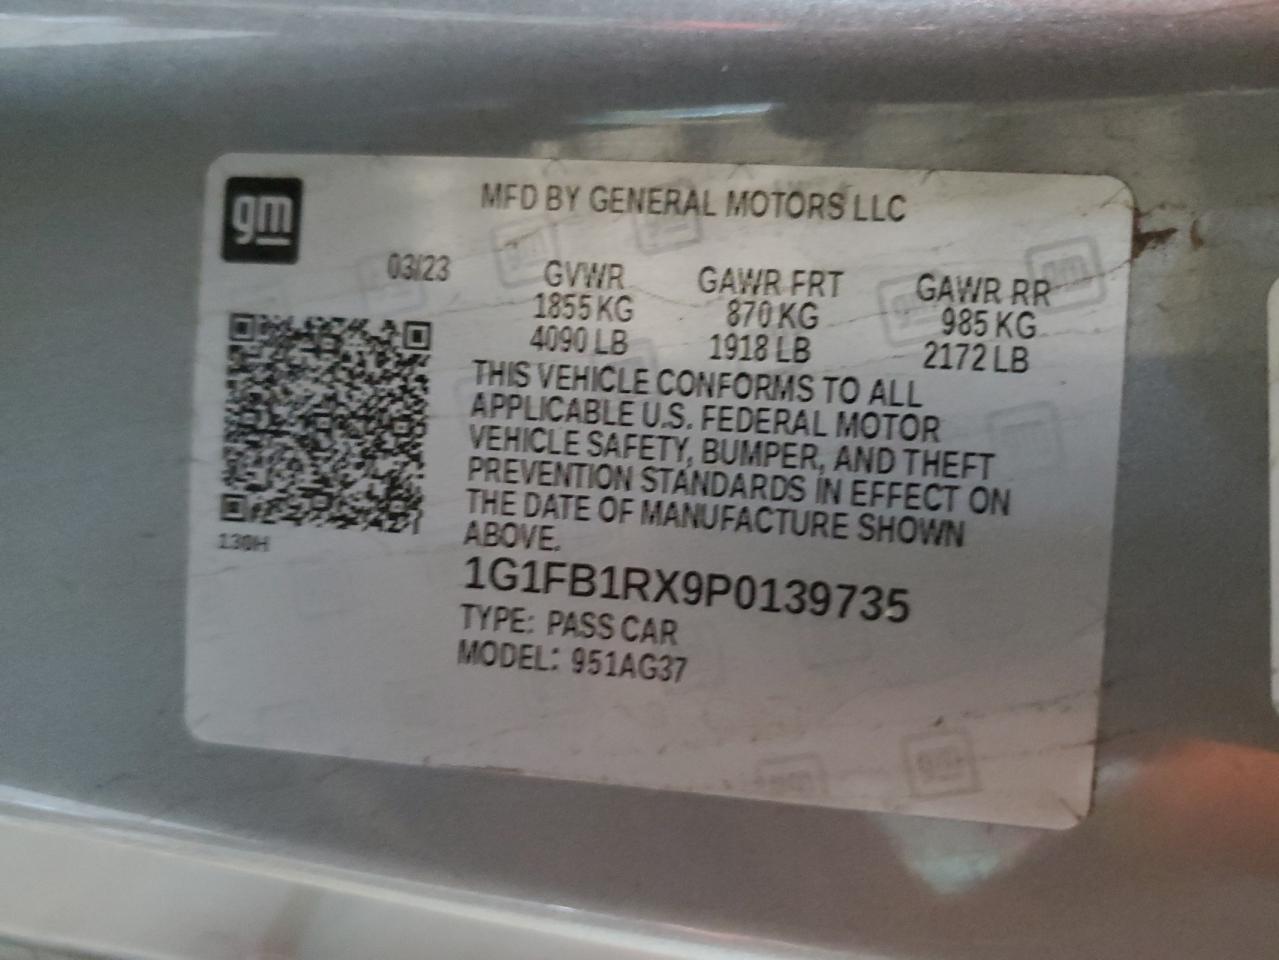 gm
MFD BY GENERAL MOTORS LLC
03/23 GVWR GAWR FRT GAWR RR
1855 KG 870 KG 985 KG
4090 LB 1918 LB 2172 LB
THIS VEHICLE CONFORMS TO ALL
APPLICABLE U.S. FEDERAL MOTOR
VEHICLE SAFETY, BUMPER, AND THEFT
PREVENTION STANDARDS IN EFFECT ON
THE DATE OF MANUFACTURE SHOWN
ABOVE.
130H
1G1FB1RX9P0139735
TYPE: PASS CAR
MODEL: 951AG37